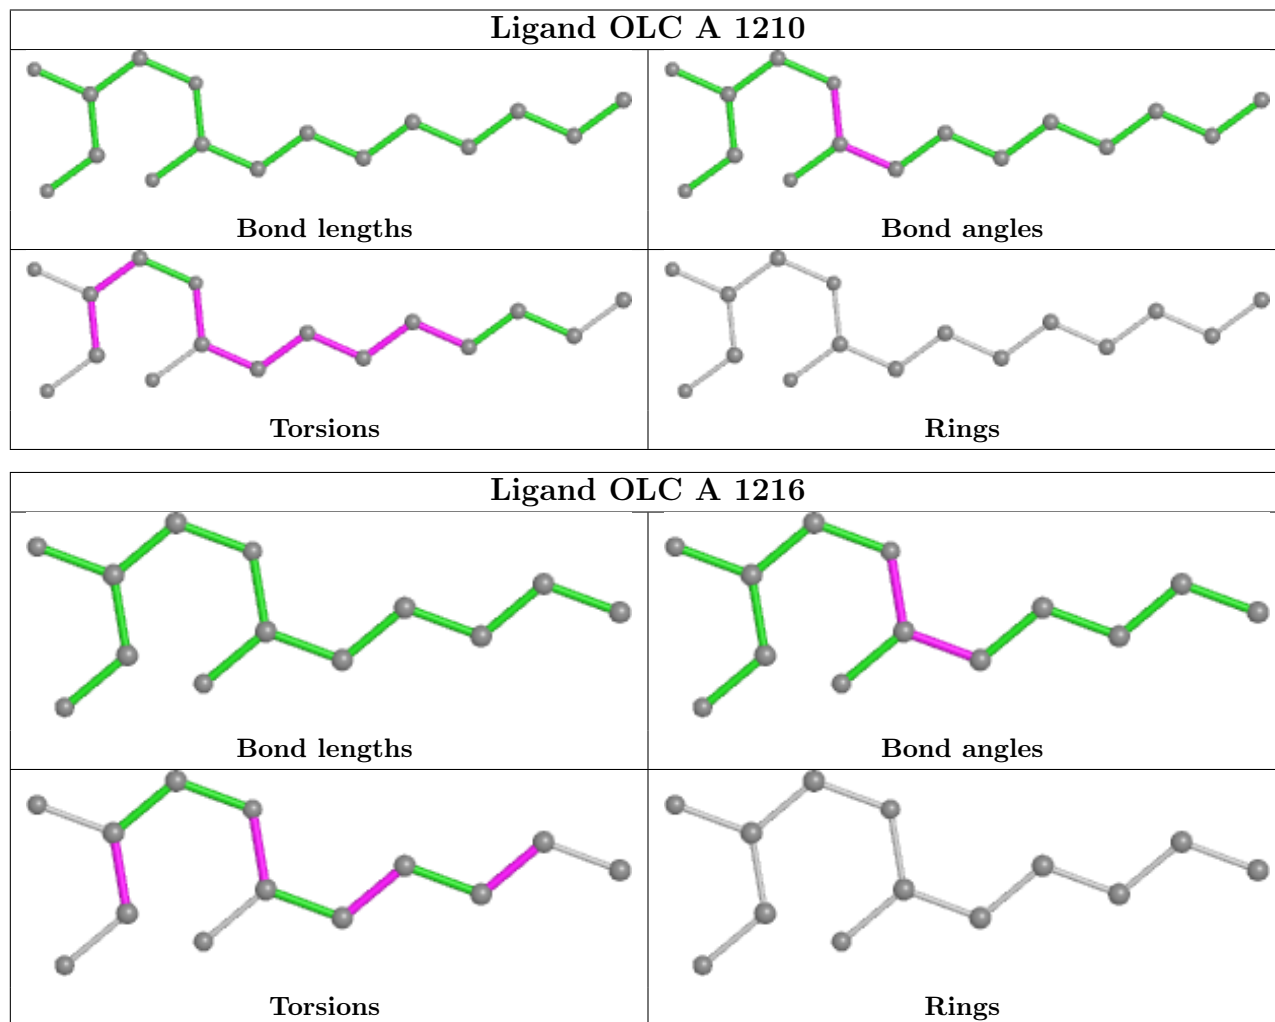 Ligand OLC A 1210
Bond lengths
Bond angles
Torsions
Rings
Ligand OLC A 1216
Bond lengths
Bond angles
Torsions
Rings